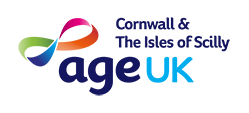 Cornwall &
The Isles of Scilly
age UK